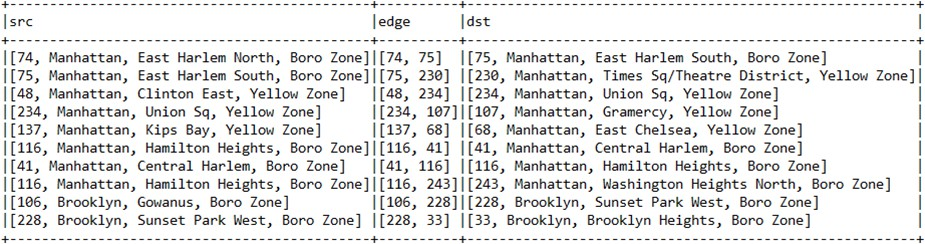 +------------------------------------------------+----------+--------------------------------------------------------+
|src                                             |edge      |dst                                                     |
+------------------------------------------------+----------+--------------------------------------------------------+
|[74, Manhattan, East Harlem North, Boro Zone]|[74, 75]  |[75, Manhattan, East Harlem South, Boro Zone]           |
|[75, Manhattan, East Harlem South, Boro Zone]|[75, 230] |[230, Manhattan, Times Sq/Theatre District, Yellow Zone]|
|[48, Manhattan, Clinton East, Yellow Zone]   |[48, 234] |[234, Manhattan, Union Sq, Yellow Zone]                 |
|[234, Manhattan, Union Sq, Yellow Zone]      |[234, 107]|[107, Manhattan, Gramercy, Yellow Zone]                 |
|[137, Manhattan, Kips Bay, Yellow Zone]      |[137, 68] |[68, Manhattan, East Chelsea, Yellow Zone]              |
|[116, Manhattan, Hamilton Heights, Boro Zone]|[116, 41] |[41, Manhattan, Central Harlem, Boro Zone]              |
|[41, Manhattan, Central Harlem, Boro Zone]   |[41, 116] |[116, Manhattan, Hamilton Heights, Boro Zone]           |
|[116, Manhattan, Hamilton Heights, Boro Zone]|[116, 243]|[243, Manhattan, Washington Heights North, Boro Zone]   |
|[106, Brooklyn, Gowanus, Boro Zone]          |[106, 228]|[228, Brooklyn, Sunset Park West, Boro Zone]            |
|[228, Brooklyn, Sunset Park West, Boro Zone] |[228, 33] |[33, Brooklyn, Brooklyn Heights, Boro Zone]             |
+------------------------------------------------+----------+--------------------------------------------------------+